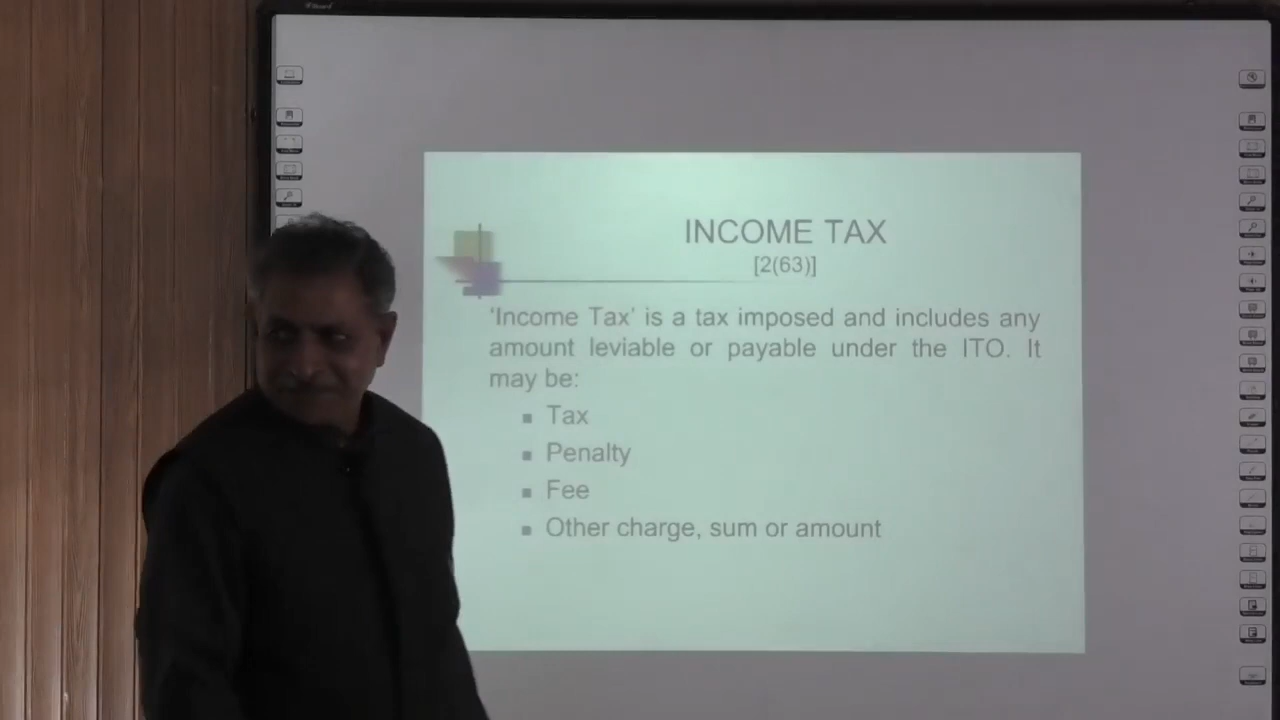 INCOME TAX
[2(63)]
‘Income Tax’ is a tax imposed and includes any
amount leviable or payable under the ITO. It
may be:
Tax
Penalty
Fee
Other charge, sum or amount